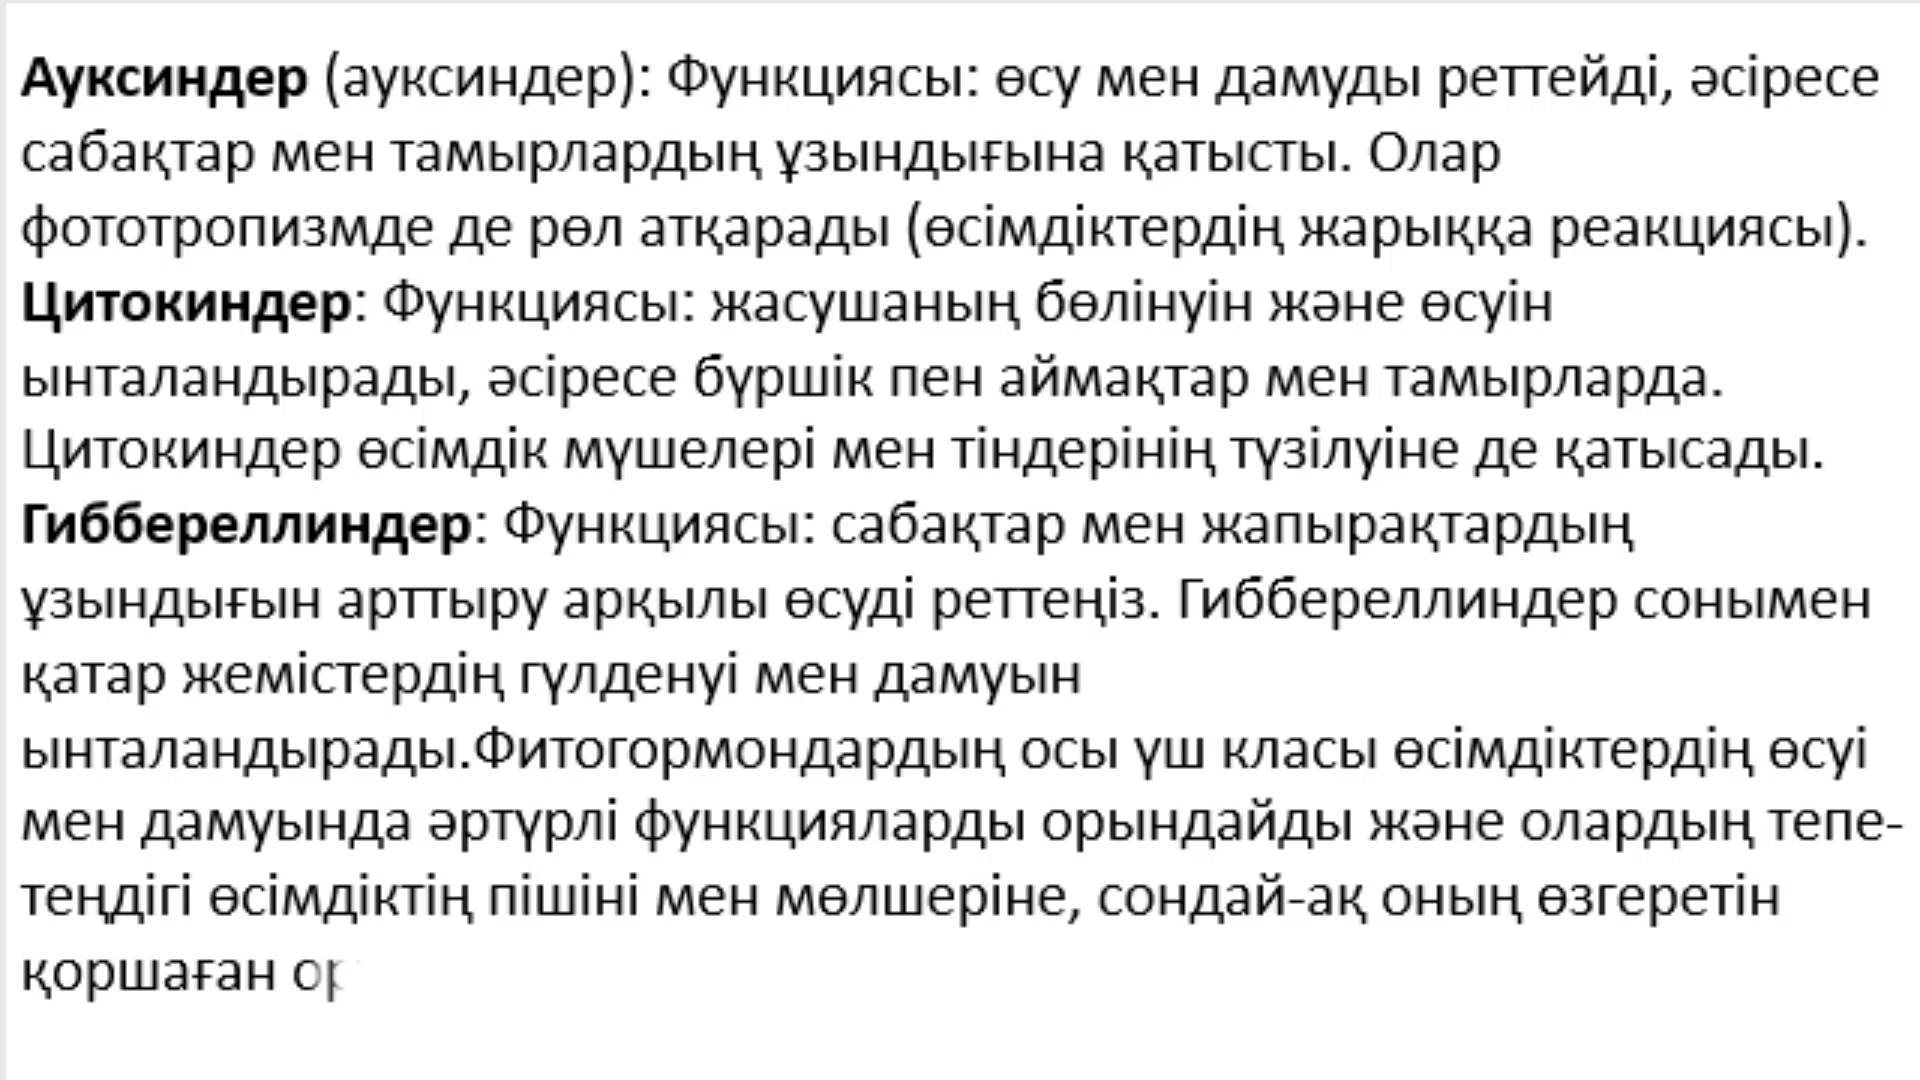 Ауксиндер (ауксиндер): Функциясы: өсу мен дамуды реттейді, әсіресе
сабақтар мен тамырлардың ұзындығына қатысты. Олар
фототропизмде де рөл атқарады (өсімдіктердің жарыққа реакциясы).
Цитокиндер: Функциясы: жасушаның бөлінуін және өсуін
ынталандырады, әсіресе бүршік пен аймақтар мен тамырларда.
Цитокиндер өсімдік мүшелері мен тіндерінің түзілуіне де қатысады.
Гиббереллиндер: Функциясы: сабақтар мен жапырақтардың
ұзындығын арттыру арқылы өсуді реттеңіз. Гиббереллиндер сонымен
қатар жемістердің гүлденуі мен дамуын
ынталандырады.Фитогормондардың осы үш класы өсімдіктердің өсуі
мен дамуында әртүрлі функцияларды орындайды және олардың тепе-
теңдігі өсімдіктің пішіні мен мөлшеріне, сондай-ақ оның өзгеретін
қоршаған